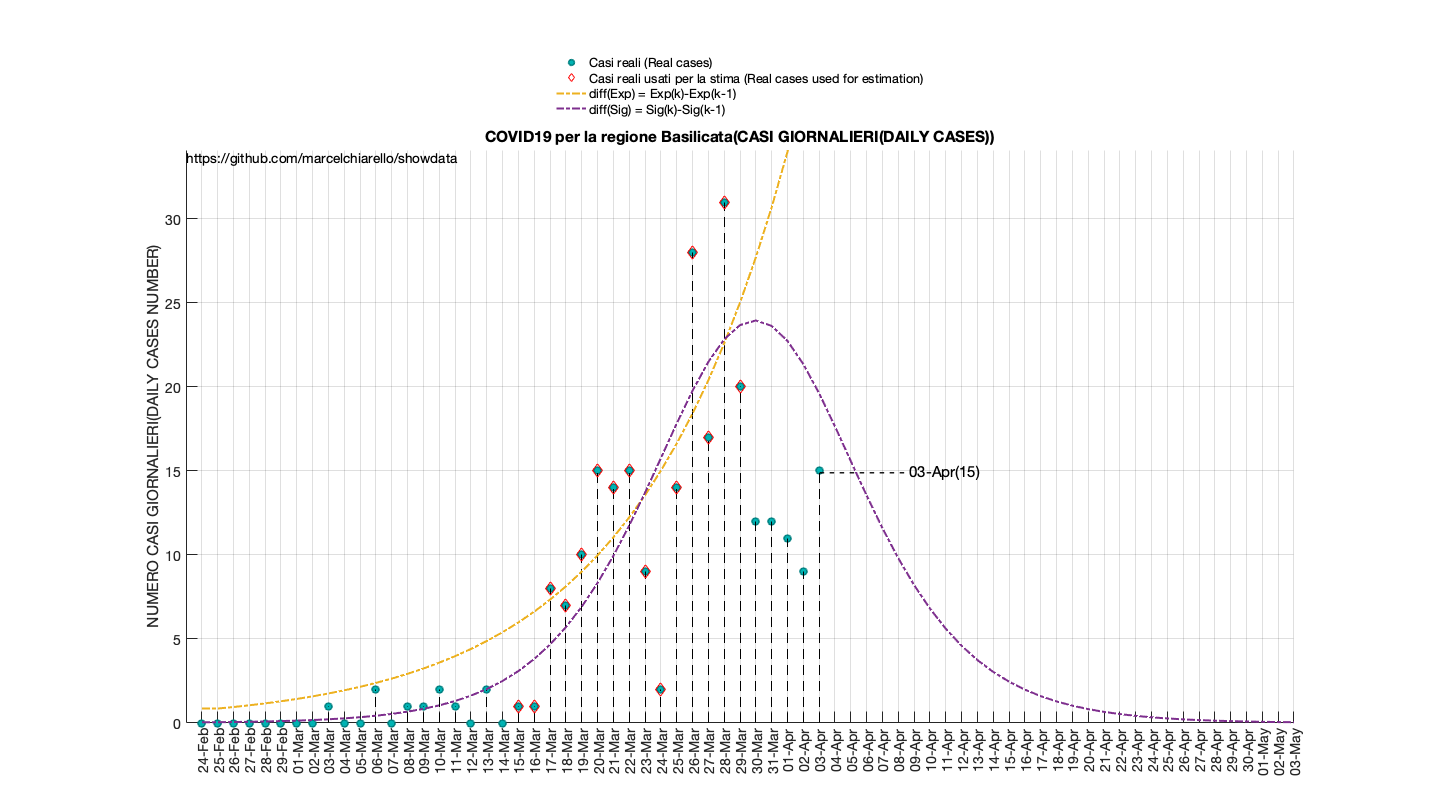 Casi reali (Real cases)
Casi reali usati per la stima (Real cases used for estimation)
diff(Exp) = Exp(k)-Exp(k-1)
diff(Sig) = Sig(k)-Sig(k-1)
COVID19 per la regione Basilicata(CASI GIORNALIERI(DAILY CASES))
https://github.com/marcelchiarello/showdata
NUMERO CASI GIORNALIERI(DAILY CASES NUMBER)
30
25
20
15
10
5
0
03-Apr(15)
24-Feb
25-Feb
26-Feb
27-Feb
28-Feb
29-Feb
01-Mar
02-Mar
03-Mar
04-Mar
05-Mar
06-Mar
07-Mar
08-Mar
09-Mar
10-Mar
11-Mar
12-Mar
13-Mar
14-Mar
15-Mar
16-Mar
17-Mar
18-Mar
19-Mar
20-Mar
21-Mar
22-Mar
23-Mar
24-Mar
25-Mar
26-Mar
27-Mar
28-Mar
29-Mar
30-Mar
31-Mar
01-Apr
02-Apr
03-Apr
04-Apr
05-Apr
06-Apr
07-Apr
08-Apr
09-Apr
10-Apr
11-Apr
12-Apr
13-Apr
14-Apr
15-Apr
16-Apr
17-Apr
18-Apr
19-Apr
20-Apr
21-Apr
22-Apr
23-Apr
24-Apr
25-Apr
26-Apr
27-Apr
28-Apr
29-Apr
30-Apr
01-May
02-May
03-May